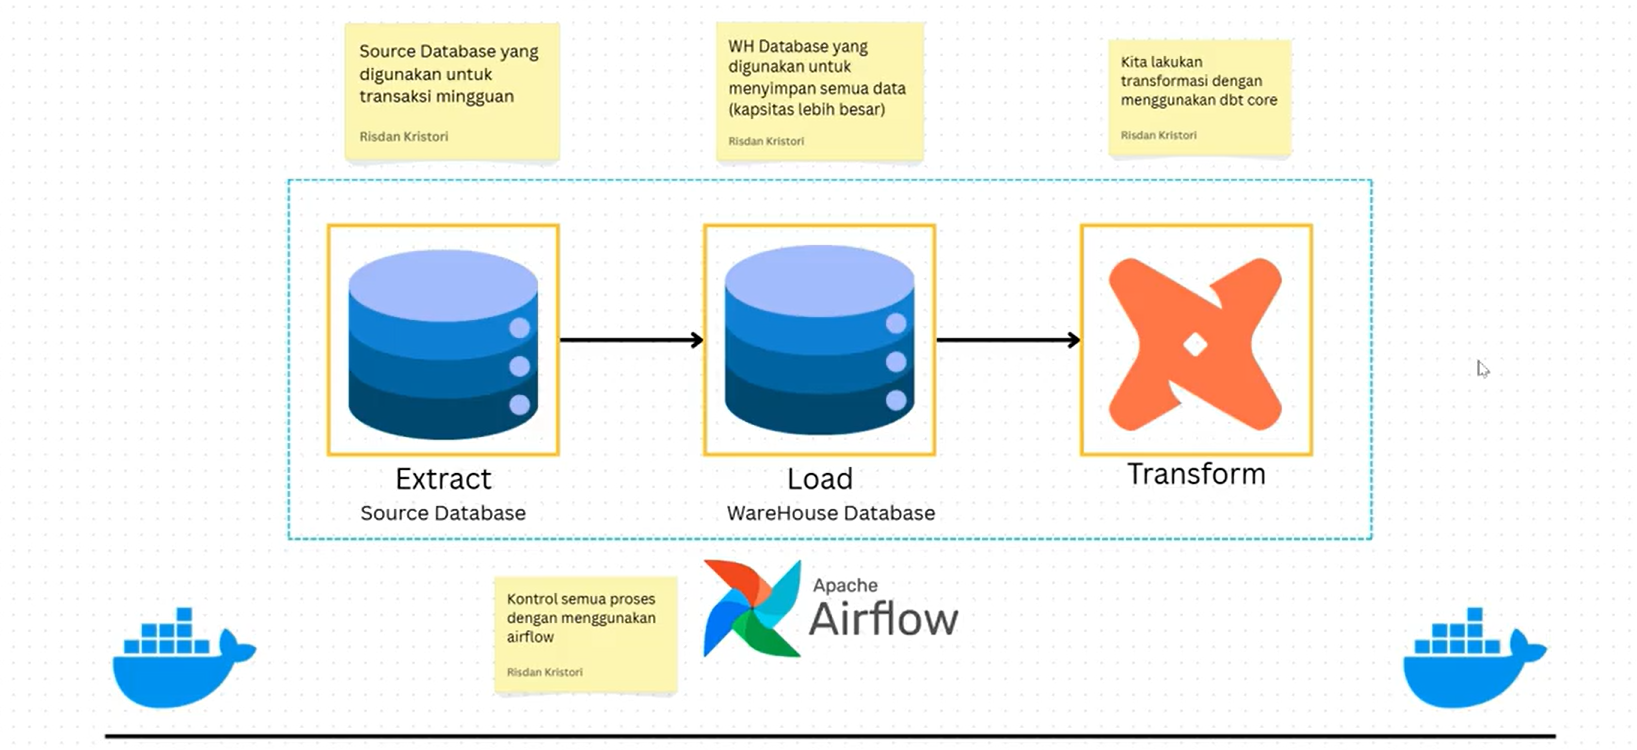 Source Database yang
digunakan untuk
transaksi mingguan
Risdan Kristori
WH Database yang
digunakan untuk
menyimpan semua data
(kapsitas lebih besar)
Risdan Kristori
Kita lakukan
transformasi dengan
menggunakan dbt core
Risdan Kristori
Extract
Source Database
Load
WareHouse Database
Transform
Kontrol semua proses
dengan menggunakan
airflow
Risdan Kristori
Apache
Airflow